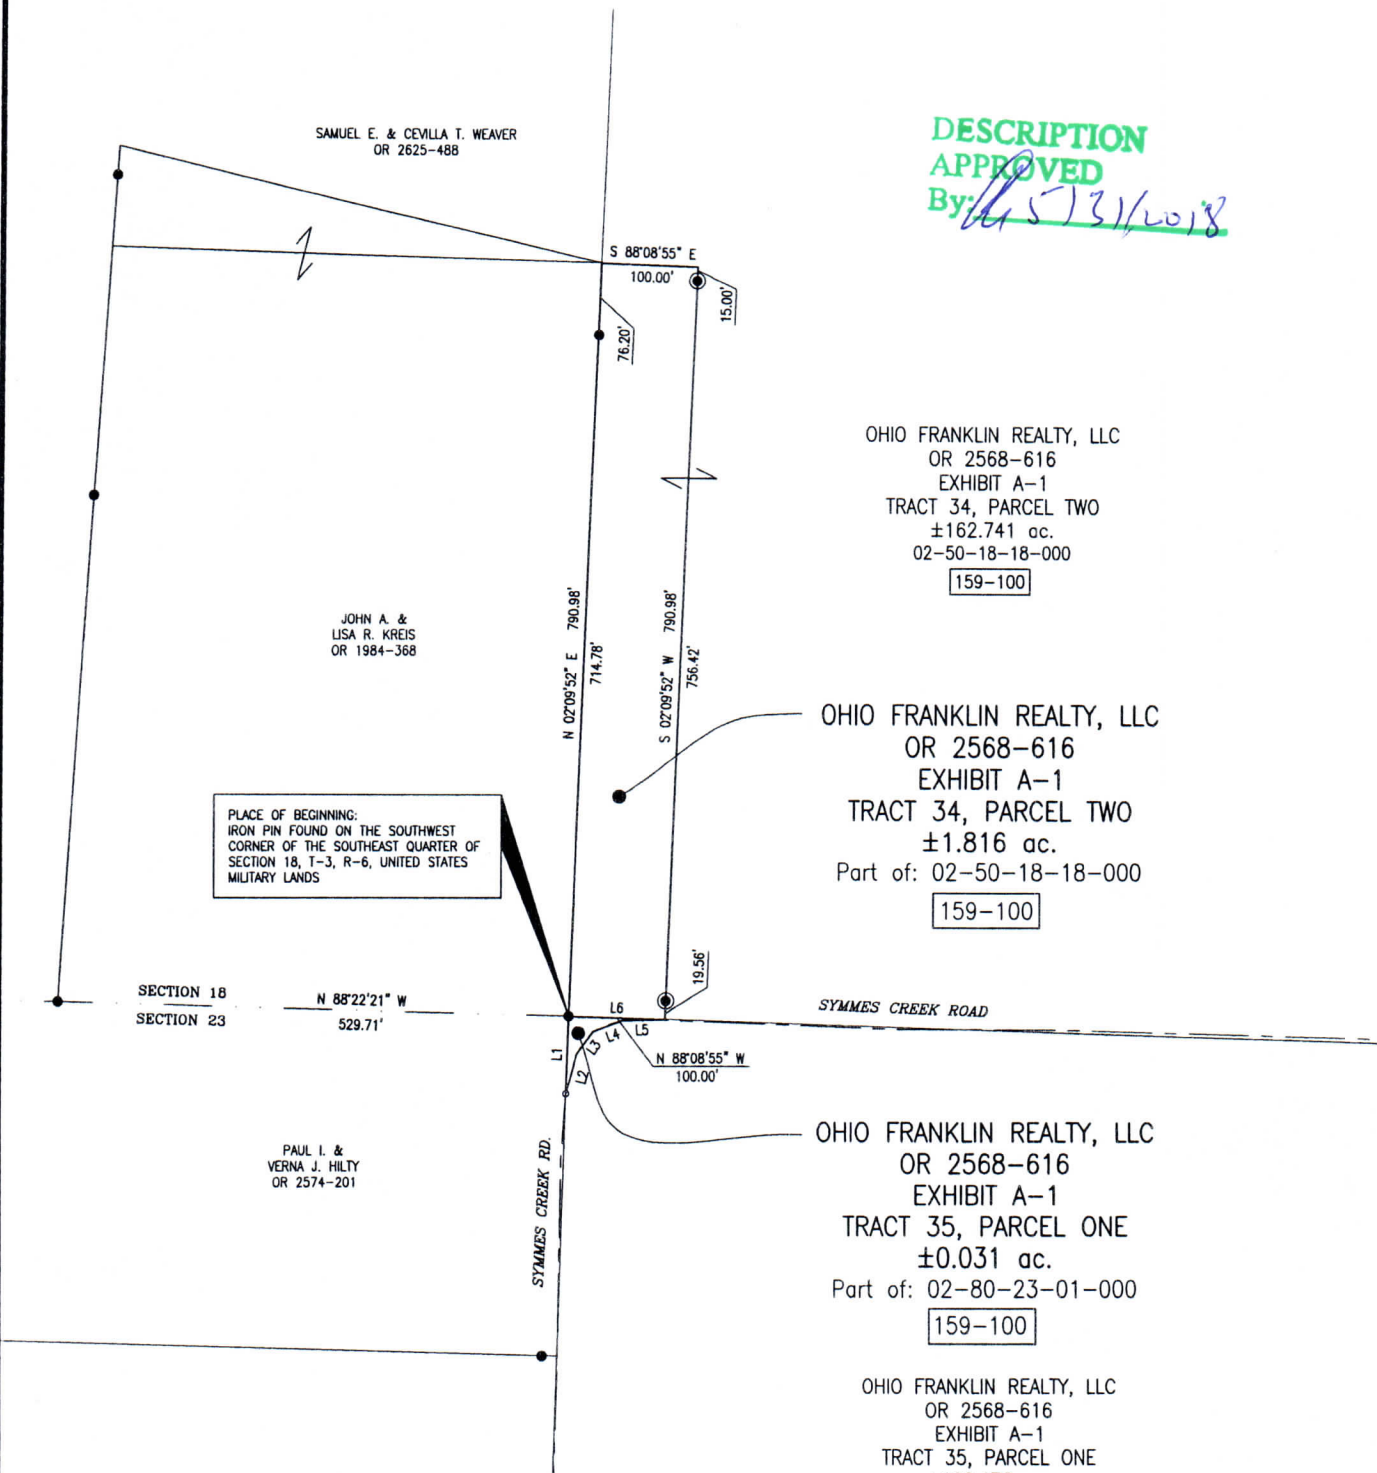 SAMUEL E. & CEVILLA T. WEAVER
OR 2625-488
DESCRIPTION
APPROVED
By: 5/31/2018
S 88°08'55" E
100.00'
15.00'
76.20'
OHIO FRANKLIN REALTY, LLC
OR 2568-616
EXHIBIT A-1
TRACT 34, PARCEL TWO
±162.741 ac.
02-50-18-18-000
159-100
JOHN A. &
LISA R. KREIS
OR 1984-368
N 02°09'52" E 790.98'
714.78'
S 02°09'52" W 790.98'
756.42'
OHIO FRANKLIN REALTY, LLC
OR 2568-616
EXHIBIT A-1
TRACT 34, PARCEL TWO
±1.816 ac.
Part of: 02-50-18-18-000
159-100
PLACE OF BEGINNING:
IRON PIN FOUND ON THE SOUTHWEST
CORNER OF THE SOUTHEAST QUARTER OF
SECTION 18, T-3, R-6, UNITED STATES
MILITARY LANDS
19.56'
SECTION 18
SECTION 23
N 88°22'21" W
529.71'
L6
L5
L4
L3
L2
L1
SYMMES CREEK ROAD
N 88°08'55" W
100.00'
PAUL I. &
VERNA J. HILTY
OR 2574-201
SYMMES CREEK RD.
OHIO FRANKLIN REALTY, LLC
OR 2568-616
EXHIBIT A-1
TRACT 35, PARCEL ONE
±0.031 ac.
Part of: 02-80-23-01-000
159-100
OHIO FRANKLIN REALTY, LLC
OR 2568-616
EXHIBIT A-1
TRACT 35, PARCEL ONE